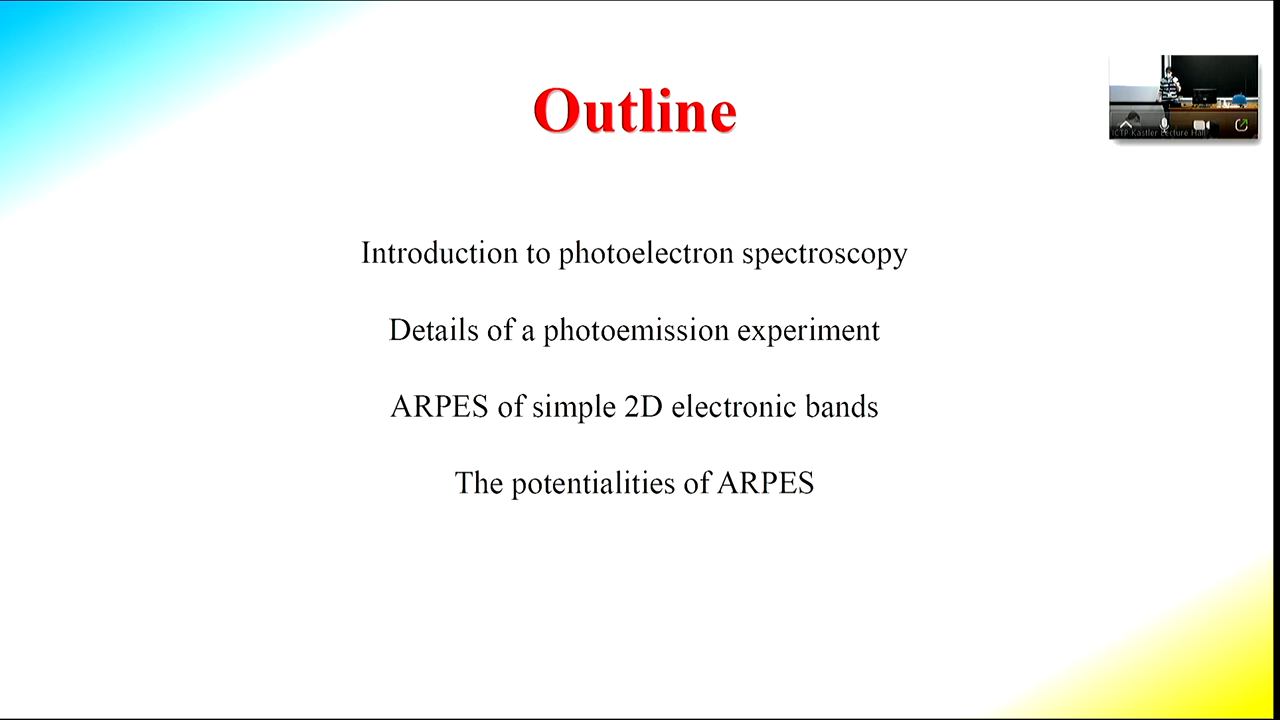 Outline
ICTP Kastler Lecture Hall
Introduction to photoelectron spectroscopy
Details of a photoemission experiment
ARPES of simple 2D electronic bands
The potentialities of ARPES